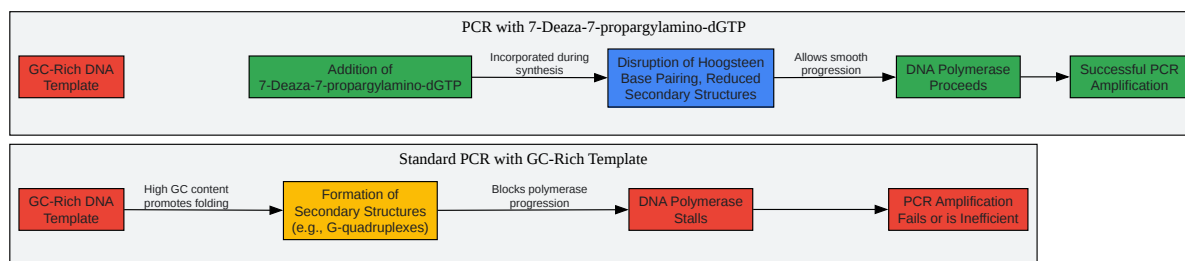 PCR with 7-Deaza-7-propargylamino-dGTP
GC-Rich DNA
Template
Addition of
7-Deaza-7-propargylamino-dGTP
Incorporated during
synthesis
Disruption of Hoogsteen
Base Pairing, Reduced
Secondary Structures
Allows smooth
progression
DNA Polymerase
Proceeds
Successful PCR
Amplification
Standard PCR with GC-Rich Template
GC-Rich DNA
Template
High GC content
promotes folding
Formation of
Secondary Structures
(e.g., G-quadruplexes)
Blocks polymerase
progression
DNA Polymerase
Stalls
PCR Amplification
Fails or is Inefficient